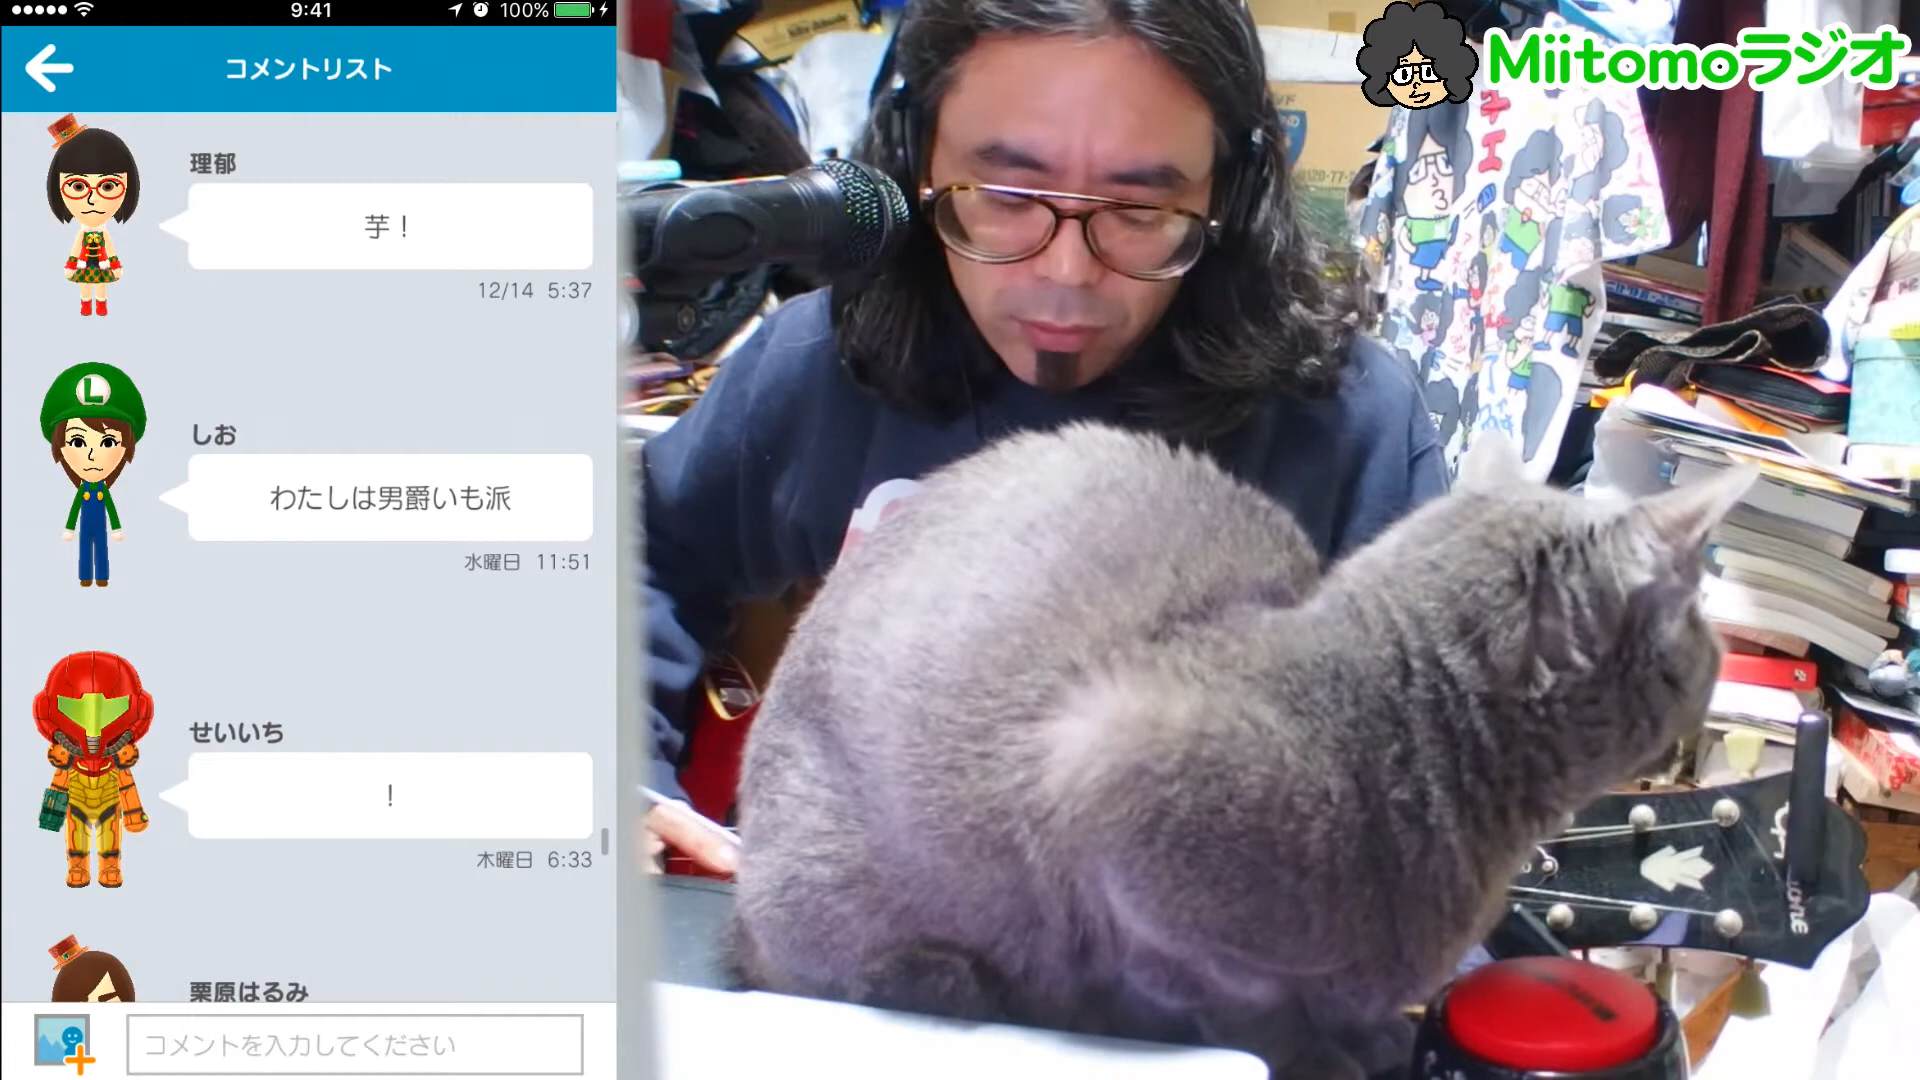 9:41
100%
コメントリスト
理郁
芋！
12/14 5:37
L
しお
わたしは男爵いも派
水曜日 11:51
せいいち
！
木曜日 6:33
栗原はるみ
コメントを入力してください
Miitomoラジオ